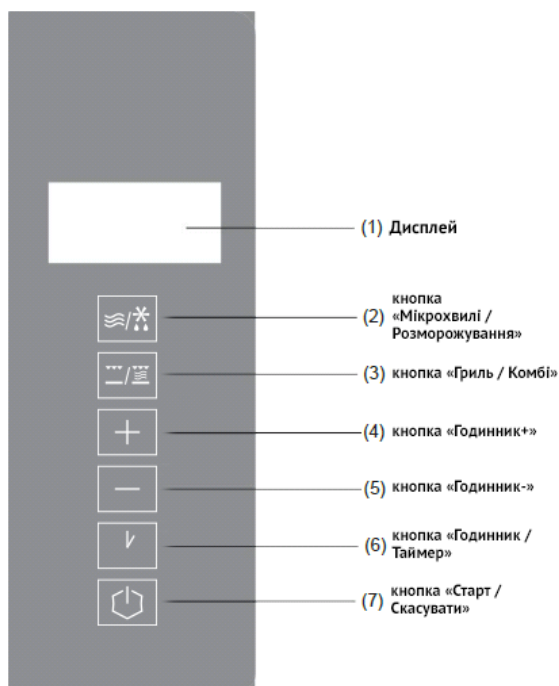 (1) Дисплей
кнопка
(2) «Мікрохвилі /
Розморожування»
(3) кнопка «Гриль / Комбі»
(4) кнопка «Годинник+»
(5) кнопка «Годинник-»
(6) кнопка «Годинник /
Таймер»
(7) кнопка «Старт /
Скасувати»